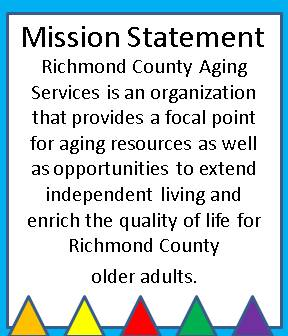 Mission Statement
Richmond County Aging
Services is an organization
that provides a focal point
for aging resources as well
as opportunities to extend
independent living and
enrich the quality of life for
Richmond County
older adults.